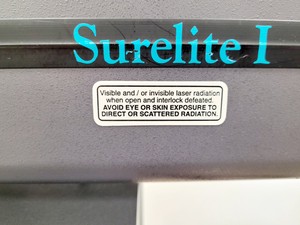 Surelite I
Visible and / or invisible laser radiation
when open and interlock defeated.
AVOID EYE OR SKIN EXPOSURE TO
DIRECT OR SCATTERED RADIATION.